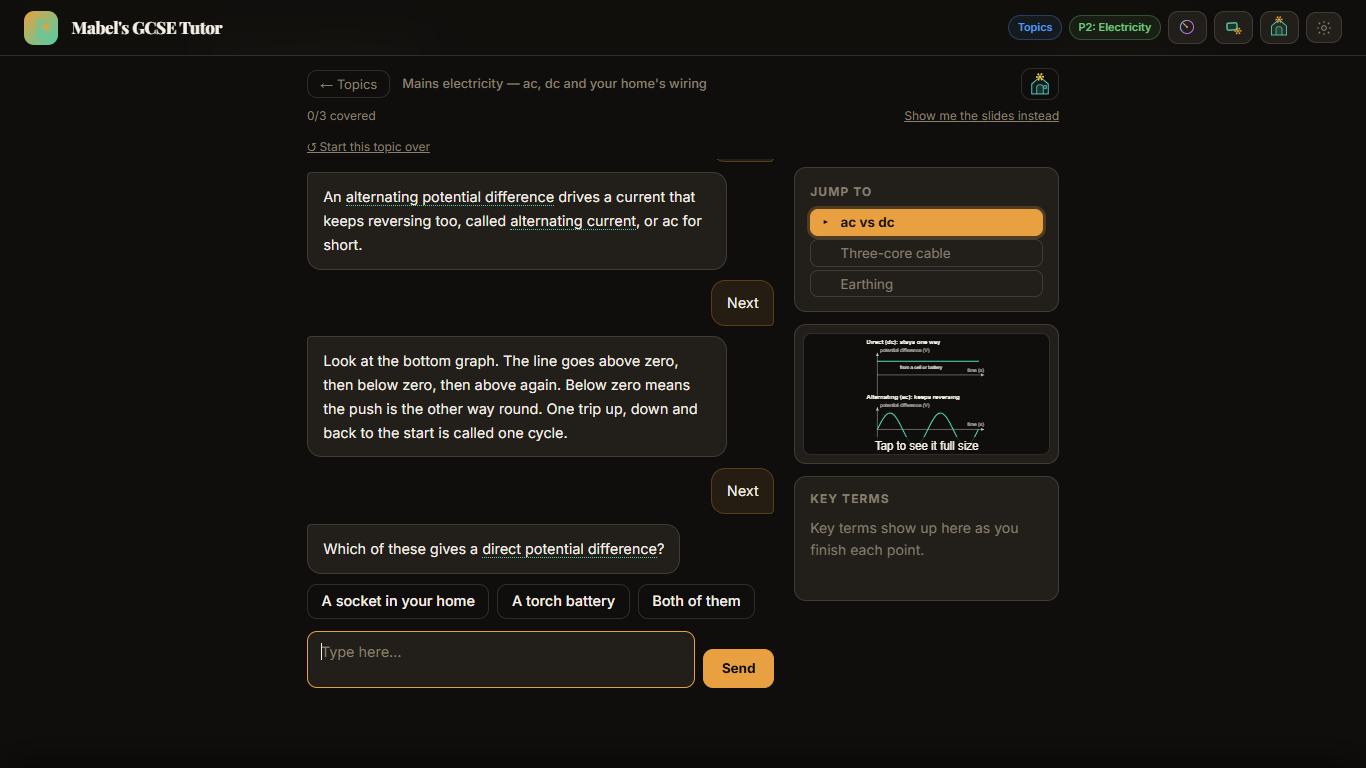 Mabel's GCSE Tutor
Topics
P2: Electricity
← Topics
Mains electricity — ac, dc and your home's wiring
0/3 covered
Show me the slides instead
↺ Start this topic over
An alternating potential difference drives a current that
keeps reversing too, called alternating current, or ac for
short.
Next
Look at the bottom graph. The line goes above zero,
then below zero, then above again. Below zero means
the push is the other way round. One trip up, down and
back to the start is called one cycle.
Next
Which of these gives a direct potential difference?
A socket in your home
A torch battery
Both of them
Type here...
Send
JUMP TO
▸ ac vs dc
Three-core cable
Earthing
Direct (dc): stays one way
potential difference (V)
from a cell or battery
time (s)
Alternating (ac): keeps reversing
potential difference (V)
time (s)
Tap to see it full size
KEY TERMS
Key terms show up here as you
finish each point.